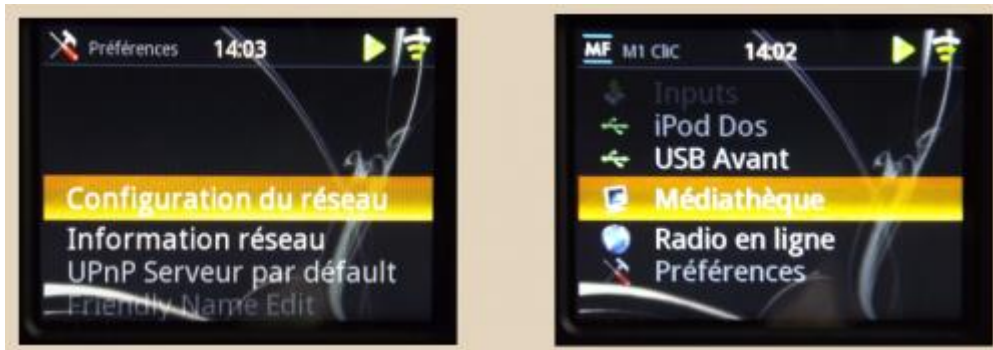 Préférences 14:03
Configuration du réseau
Information réseau
UPnP Serveur par défault
Friendly Name Edit
MF M1 CliC 14:02
Inputs
iPod Dos
USB Avant
Médiathèque
Radio en ligne
Préférences